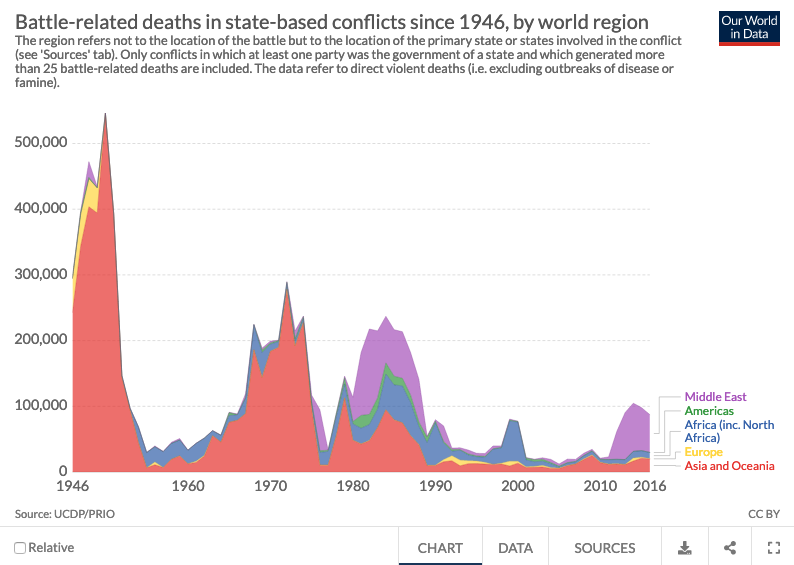 Battle-related deaths in state-based conflicts since 1946, by world region
The region refers not to the location of the battle but to the location of the primary state or states involved in the conflict
(see 'Sources' tab). Only conflicts in which at least one party was the government of a state and which generated more
than 25 battle-related deaths are included. The data refer to direct violent deaths (i.e. excluding outbreaks of disease or
famine).
Our World
in Data
500,000
400,000
300,000
200,000
100,000
0
1946
1960
1970
1980
1990
2000
2010
2016
Middle East
Americas
Africa (inc. North
Africa)
Europe
Asia and Oceania
Source: UCDP/PRIO
CC BY
Relative
CHART
DATA
SOURCES